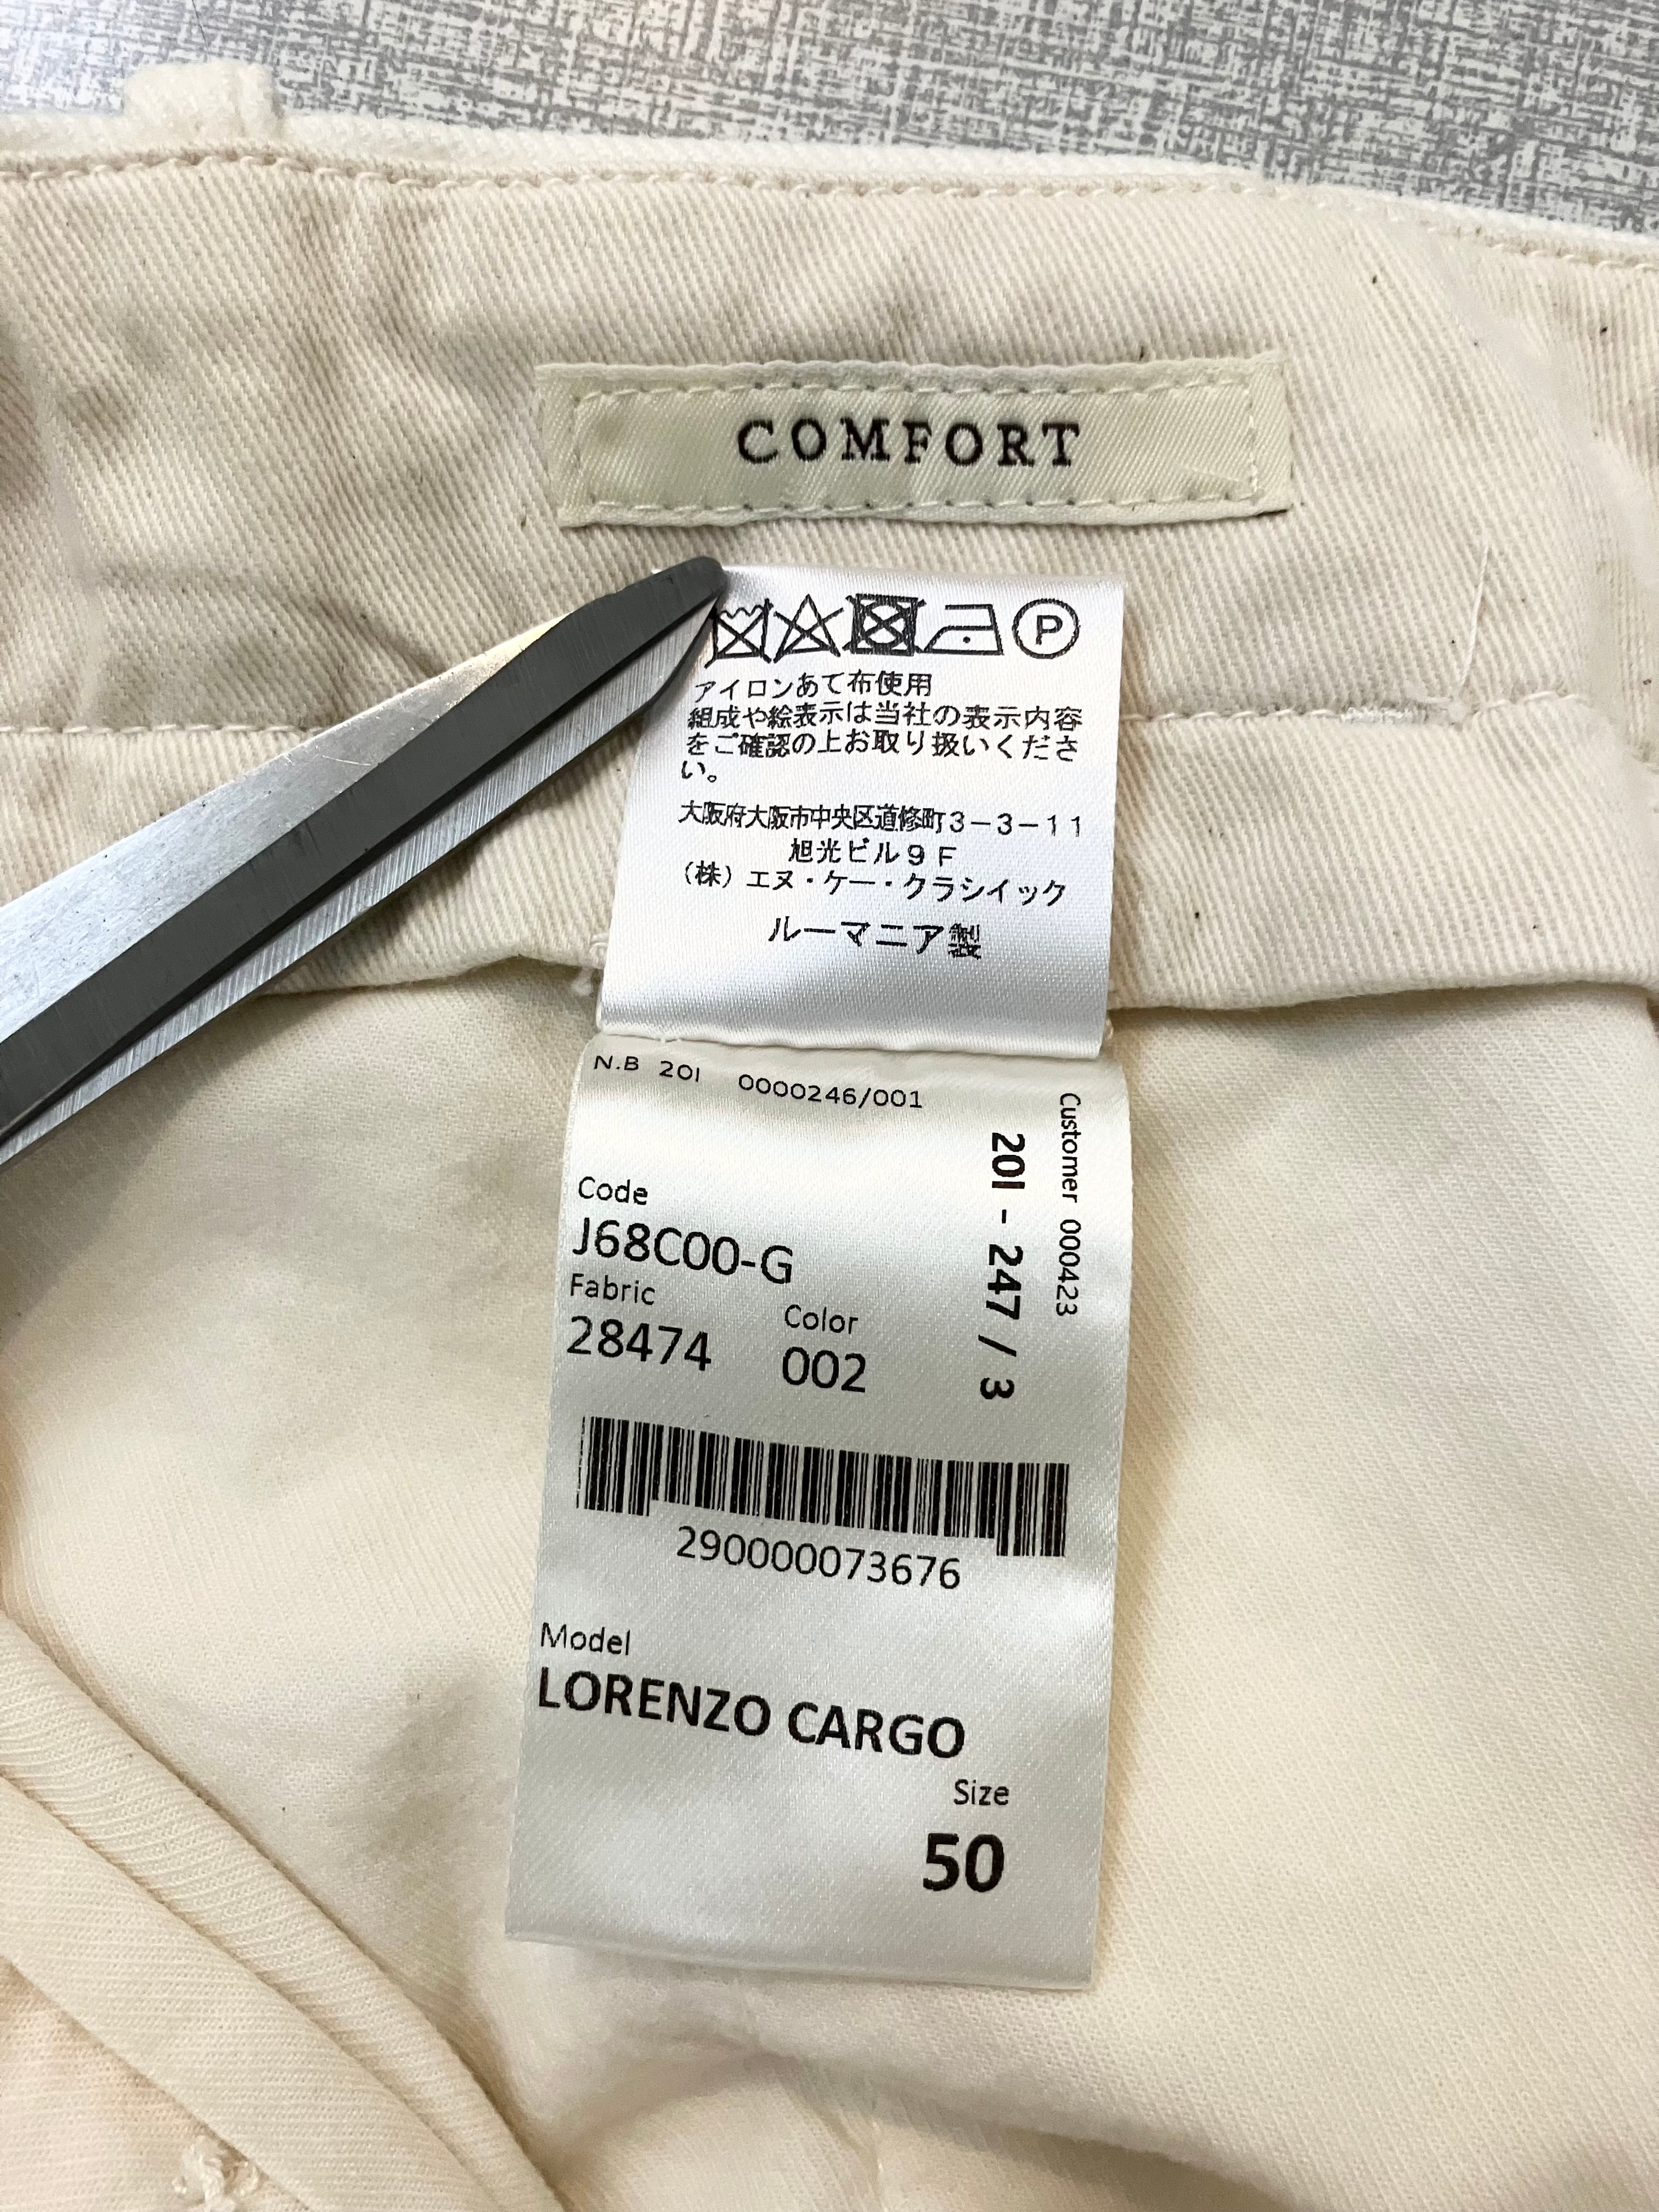 COMFORT
P
アイロンあて布使用
組成や絵表示は当社の表示内容
をご確認の上お取り扱いくださ
い。
大阪府大阪市中央区道修町3-3-11
旭光ビル9F
(株)エヌ・ケー・クラシイック
ルーマニア製
N.B 20I 0000246/001
Customer 000423
20I - 247 / 3
Code
J68C00-G
Fabric
28474
Color
002
290000073676
Model
LORENZO CARGO
Size
50